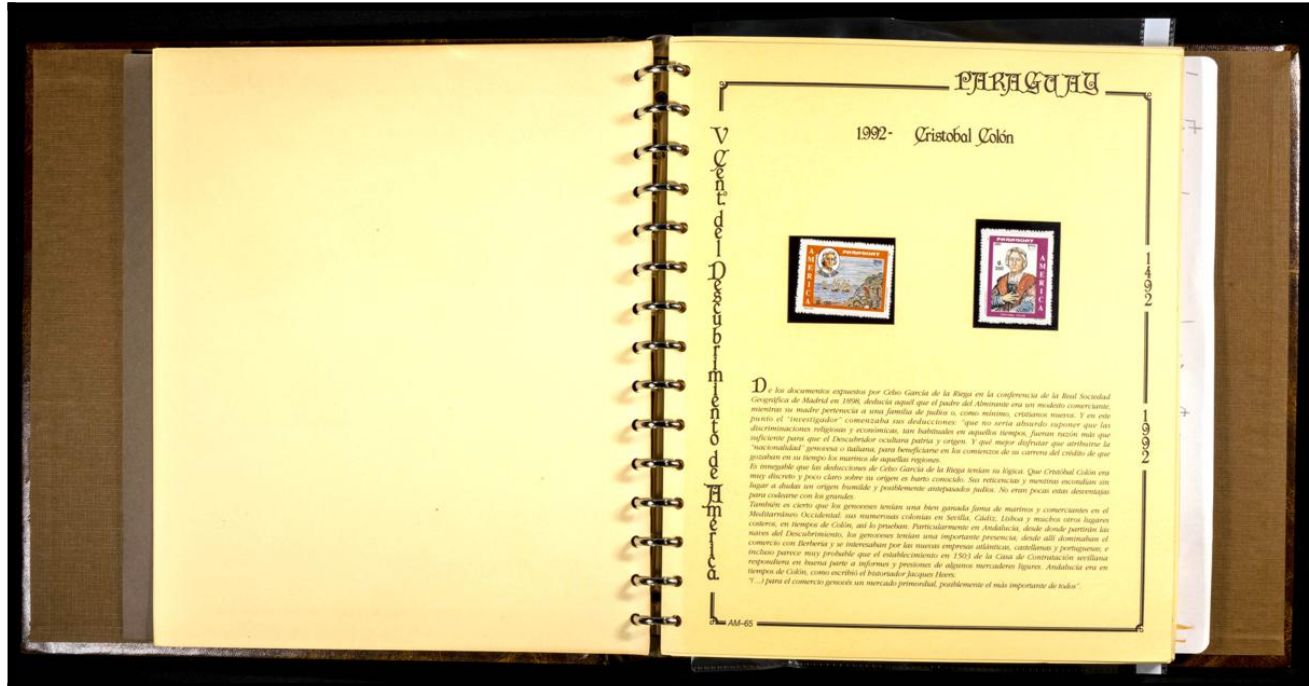 PARAGUAY
1992- Cristobal Colón
V Cent. del Descubrimiento de América.
PARAGUAY
AMERICA
PARAGUAY
AMERICA
1492
1992
De los documentos expuestos por Celso García de la Riega en la conferencia de la Real Sociedad
Geográfica de Madrid en 1898, deducía aquél que el padre del Almirante era un modesto comerciante,
mientras su madre pertenecía a una familia de judíos o, como mínimo, cristianos nuevos. Y en este
punto el "investigador" comenzaba sus deducciones: "que no sería absurdo suponer que las
discriminaciones religiosas y económicas, tan habituales en aquellos tiempos, fueran razón más que
suficiente para que el Descubridor ocultara patria y origen. Y qué mejor disfrutar que atribuirse la
"nacionalidad" genovesa o italiana, para beneficiarse en los comienzos de su carrera del crédito de que
gozaban en su tiempo los marinos de aquellas regiones.
Es innegable que las deducciones de Celso García de la Riega tenían su lógica. Que Cristóbal Colón era
muy discreto y poco claro sobre su origen es harto conocido. Sus reticencias y mentiras escondían sin
lugar a dudas un origen humilde y posiblemente antepasados judíos. No eran pocas estas desventajas
para codearse con los grandes.
También es cierto que los genoveses tenían una bien ganada fama de marinos y comerciantes en el
Mediterráneo Occidental: sus numerosas colonias en Sevilla, Cádiz, Lisboa y muchos otros lugares
costeros, en tiempos de Colón, así lo prueban. Particularmente en Andalucía, desde donde partirán las
naves del Descubrimiento, los genoveses tenían una importante presencia; desde allí dominaban el
comercio con Berbería y se interesaban por las nuevas empresas atlánticas, castellanas y portuguesas; e
incluso parece muy probable que el establecimiento en 1503 de la Casa de Contratación sevillana
respondiera en buena parte a informes y presiones de algunos mercaderes ligures. Andalucía era en
tiempos de Colón, como escribió el historiador Jacques Heers:
"(...) para el comercio genovés un mercado primordial, posiblemente el más importante de todos".
AM-65